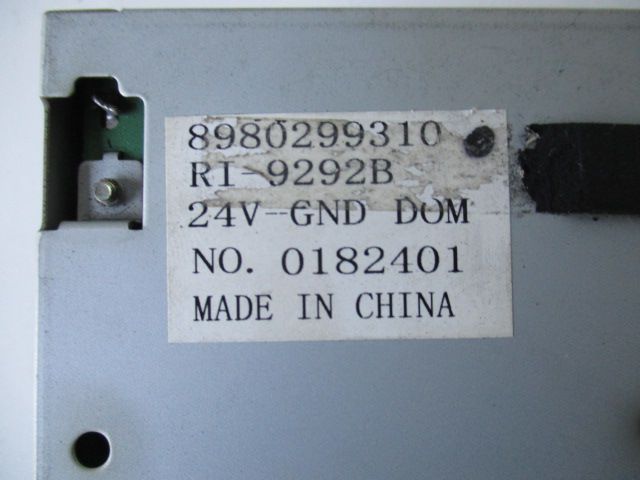 8980299310
RI-9292B
24V-GND DOM
NO. 0182401
MADE IN CHINA